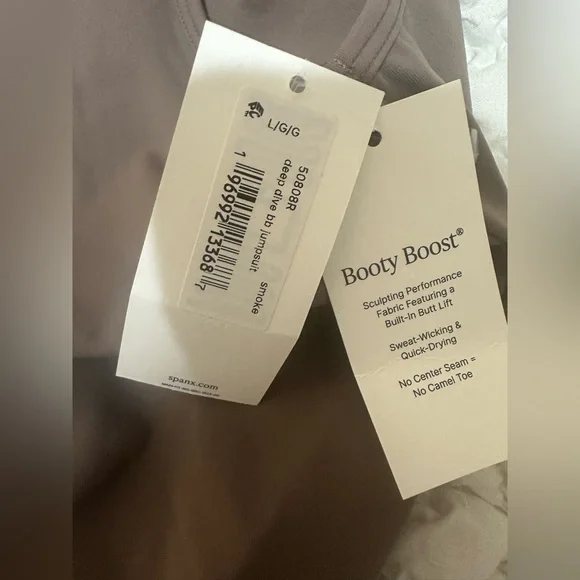 L/G/G
50808R
deep dive bb jumpsuit smoke
1 96992 13368 7
spanx.com
Booty Boost®
Sculpting Performance
Fabric Featuring a
Built-In Butt Lift
Sweat-Wicking &
Quick-Drying
No Center Seam =
No Camel Toe